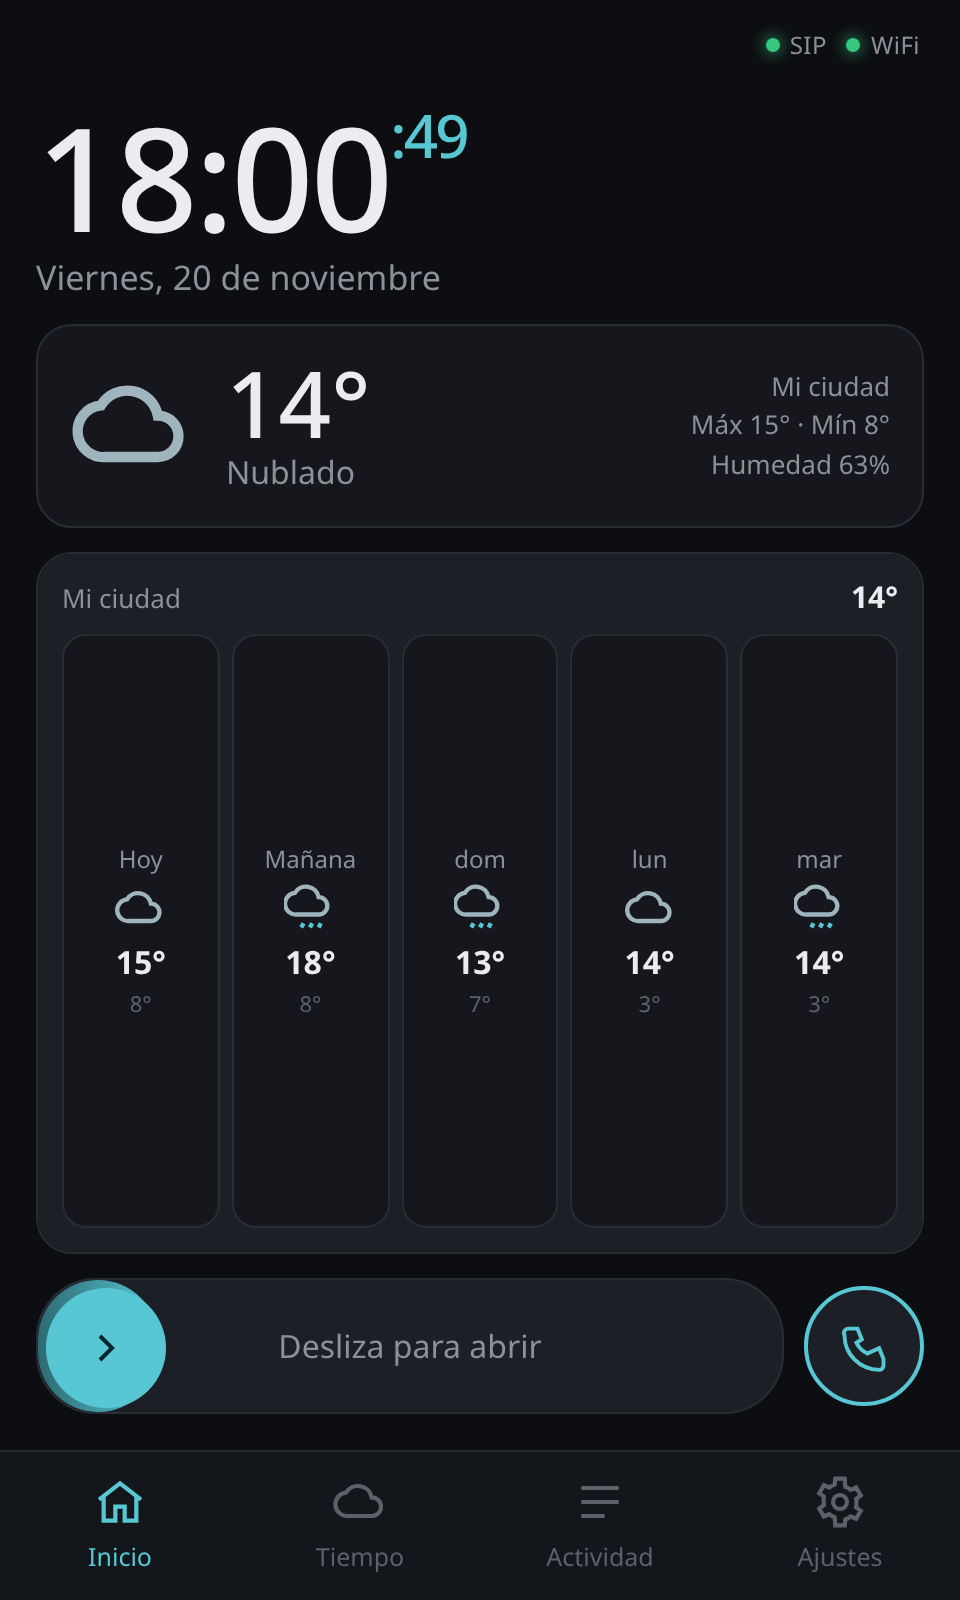 SIP WiFi
18:00:49
Viernes, 20 de noviembre
14°
Nublado
Mi ciudad
Máx 15° · Mín 8°
Humedad 63%
Mi ciudad 14°
Hoy Mañana dom lun mar
15° 18° 13° 14° 14°
8° 8° 7° 3° 3°
Desliza para abrir
Inicio Tiempo Actividad Ajustes